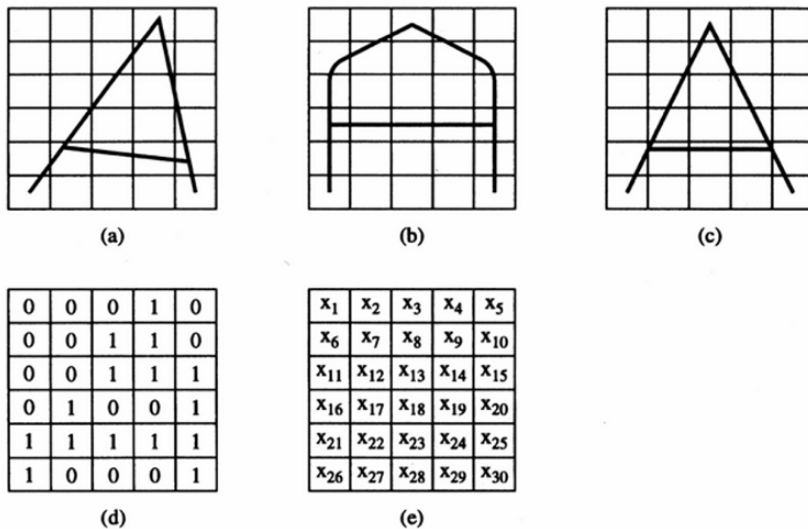 (a) (b) (c)
0 0 0 1 0
0 0 1 1 0
0 0 1 1 1
0 1 0 0 1
1 1 1 1 1
1 0 0 0 1
(d)
x₁ x₂ x₃ x₄ x₅
x₆ x₇ x₈ x₉ x₁₀
x₁₁ x₁₂ x₁₃ x₁₄ x₁₅
x₁₆ x₁₇ x₁₈ x₁₉ x₂₀
x₂₁ x₂₂ x₂₃ x₂₄ x₂₅
x₂₆ x₂₇ x₂₈ x₂₉ x₃₀
(e)